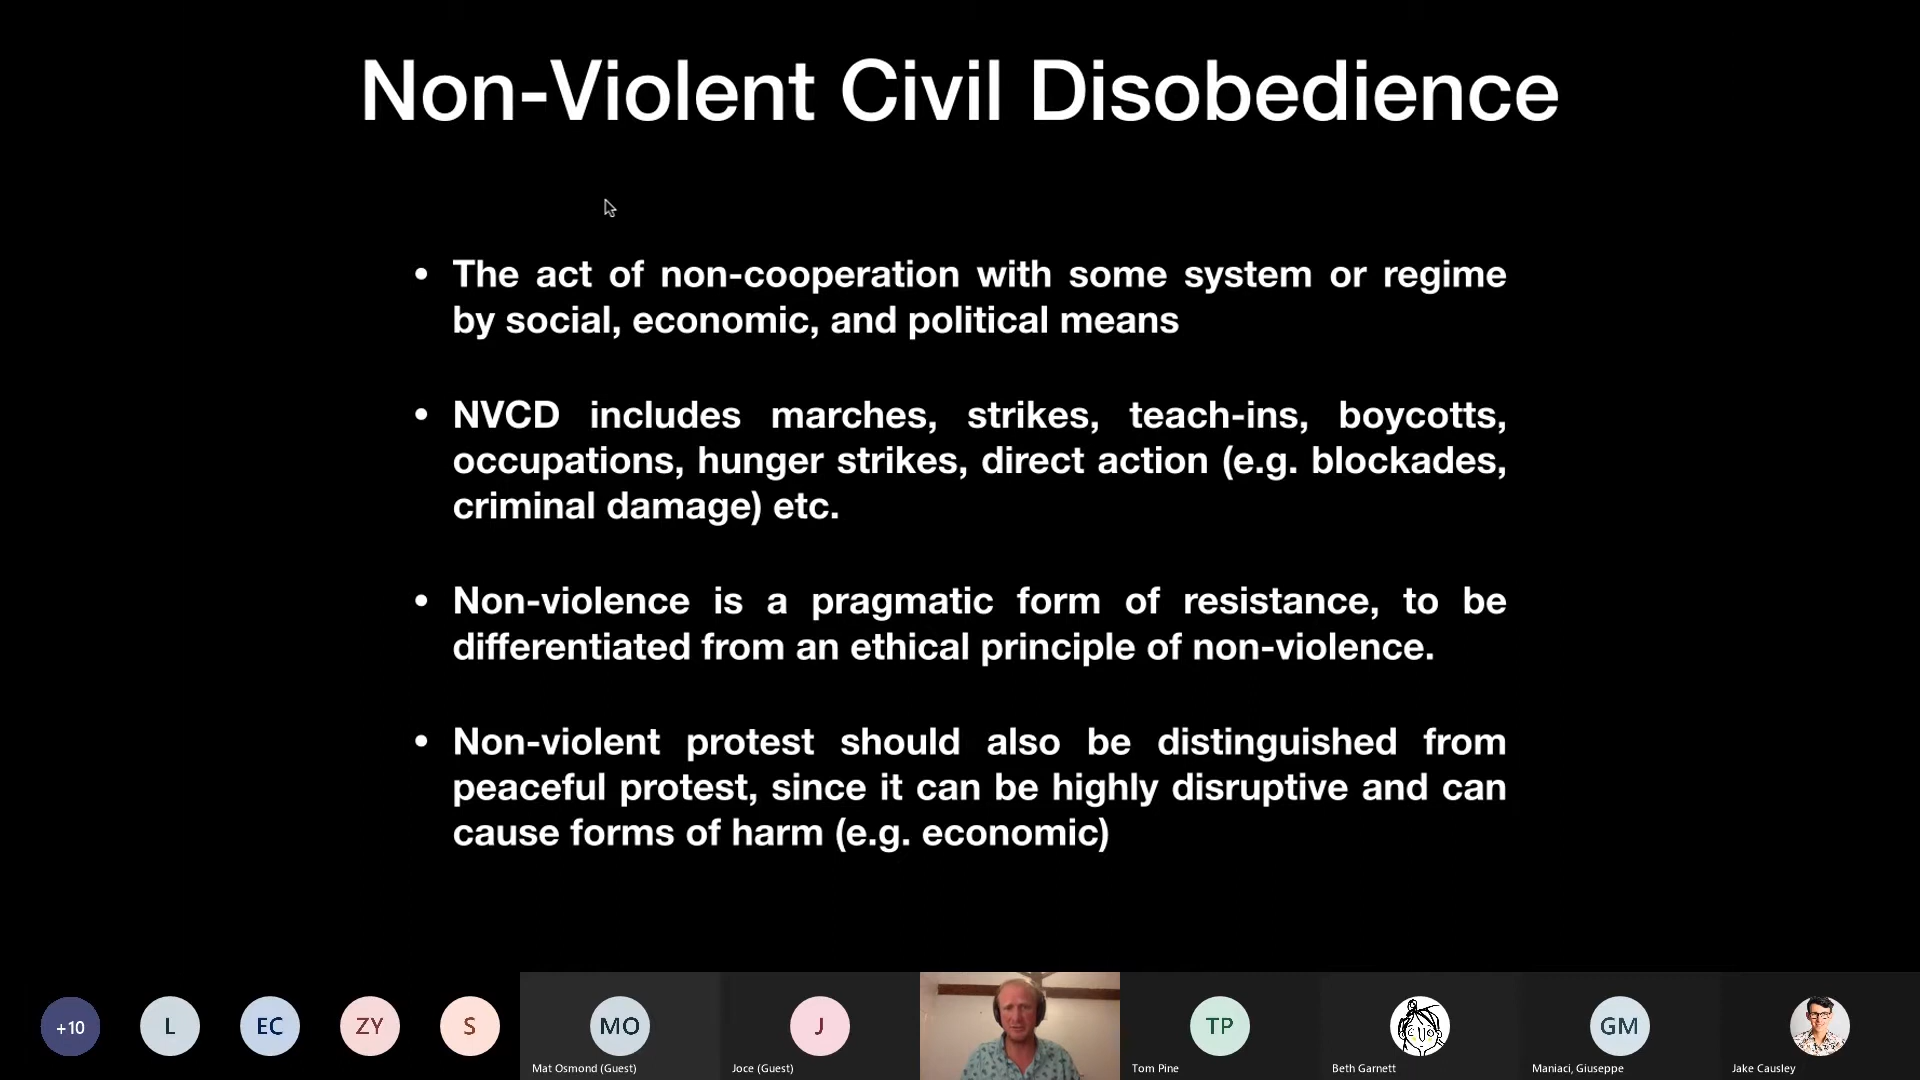 Non-Violent Civil Disobedience
• The act of non-cooperation with some system or regime
by social, economic, and political means
• NVCD includes marches, strikes, teach-ins, boycotts,
occupations, hunger strikes, direct action (e.g. blockades,
criminal damage) etc.
• Non-violence is a pragmatic form of resistance, to be
differentiated from an ethical principle of non-violence.
• Non-violent protest should also be distinguished from
peaceful protest, since it can be highly disruptive and can
cause forms of harm (e.g. economic)
+10
L
EC
ZY
S
MO
J
TP
GM
Mat Osmond (Guest)
Joce (Guest)
Tom Pine
Beth Garnett
Maniaci, Giuseppe
Jake Causley